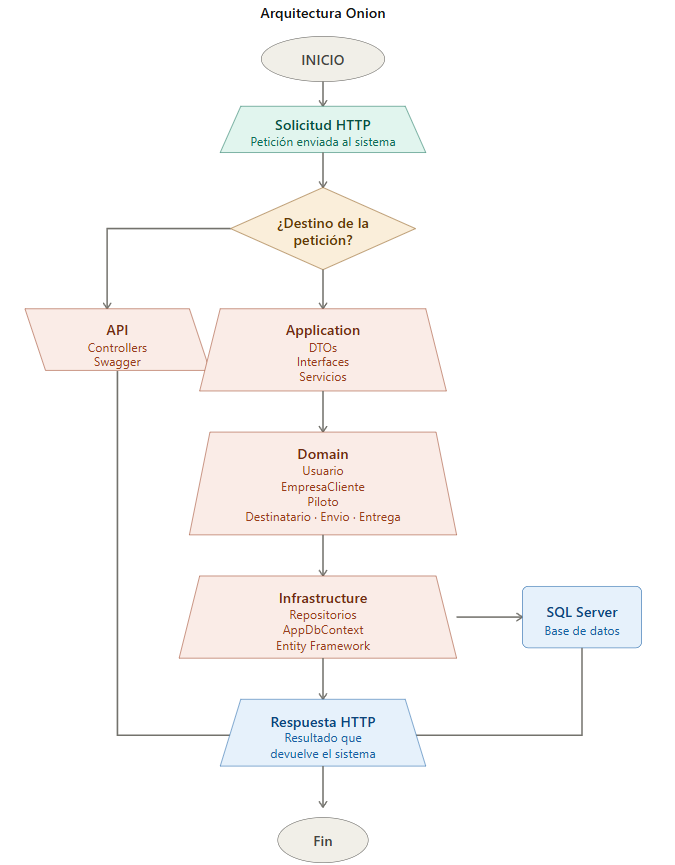 Arquitectura Onion
INICIO
Solicitud HTTP
Petición enviada al sistema
¿Destino de la
petición?
API
Controllers
Swagger
Application
DTOs
Interfaces
Servicios
Domain
Usuario
EmpresaCliente
Piloto
Destinatario · Envio · Entrega
Infrastructure
Repositorios
AppDbContext
Entity Framework
SQL Server
Base de datos
Respuesta HTTP
Resultado que
devuelve el sistema
Fin